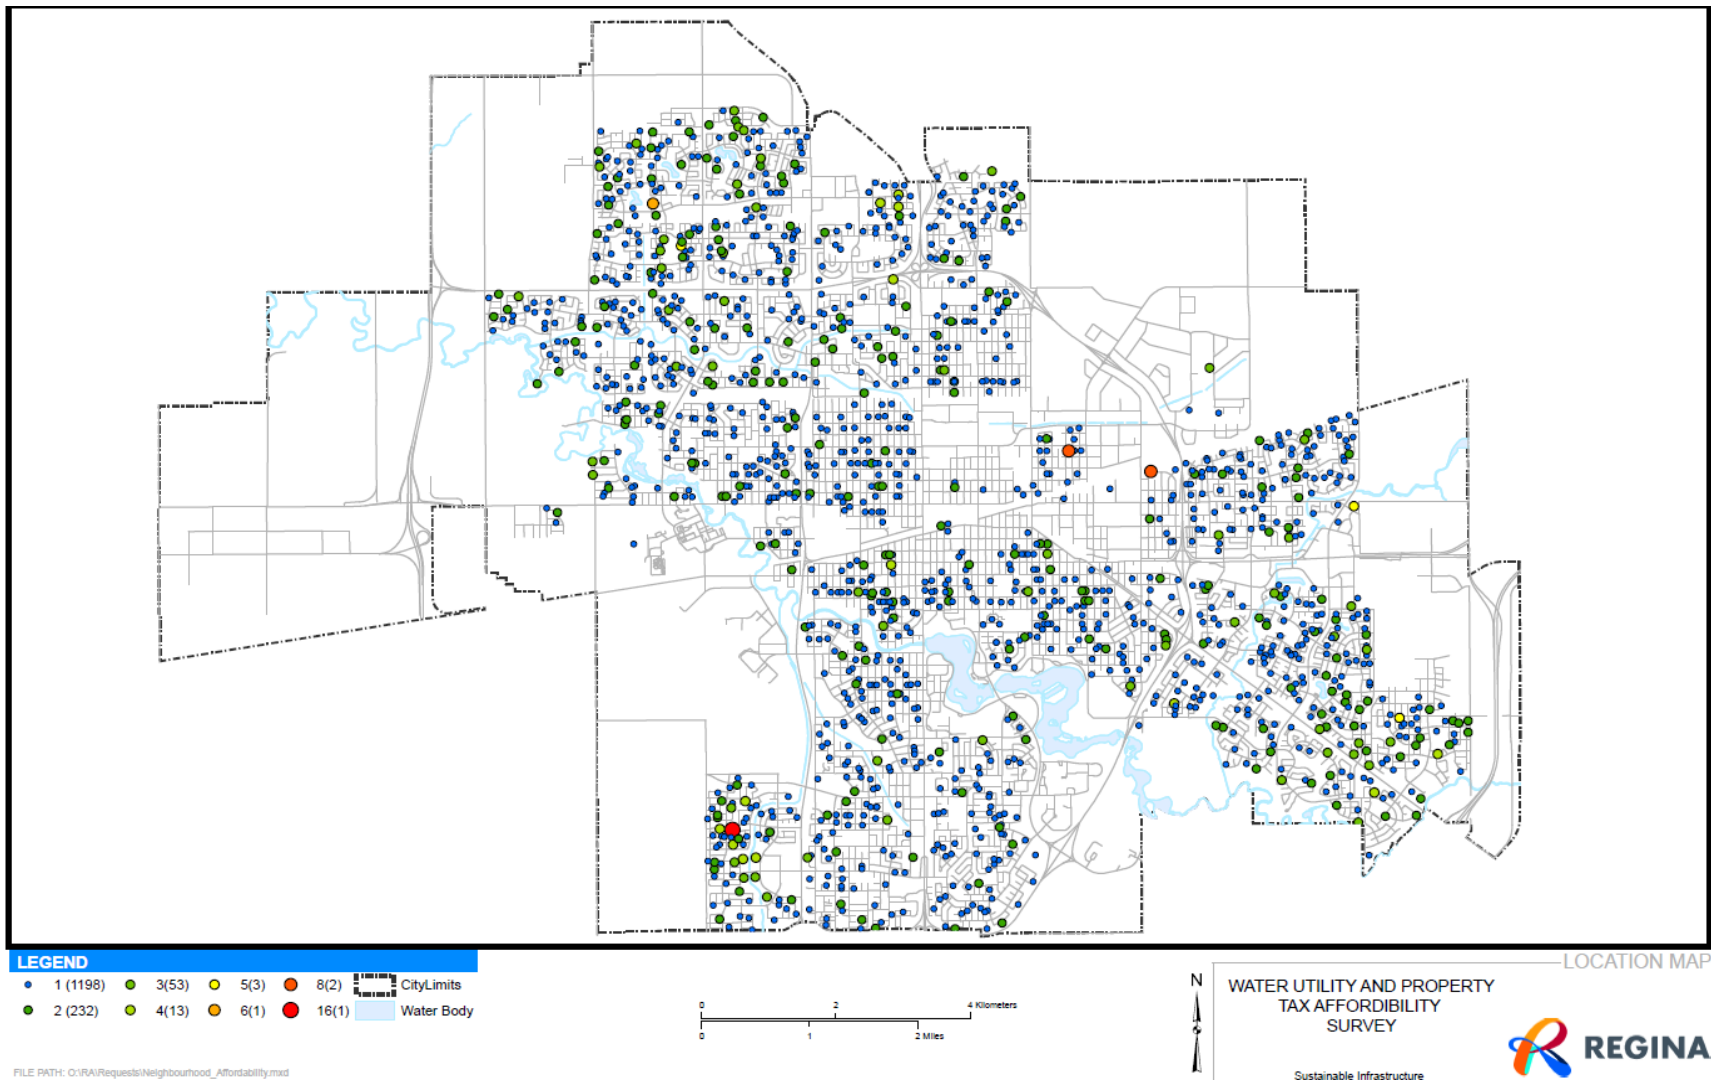 LEGEND
1 (1198)
3(53)
5(3)
8(2)
CityLimits
2 (232)
4(13)
6(1)
16(1)
Water Body
FILE PATH: O:\RA\Requests\Neighbourhood_Affordability.mxd
0 2 4 Kilometers
0 1 2 Miles
N
LOCATION MAP
WATER UTILITY AND PROPERTY
TAX AFFORDIBILITY
SURVEY
Sustainable Infrastructure
REGINA